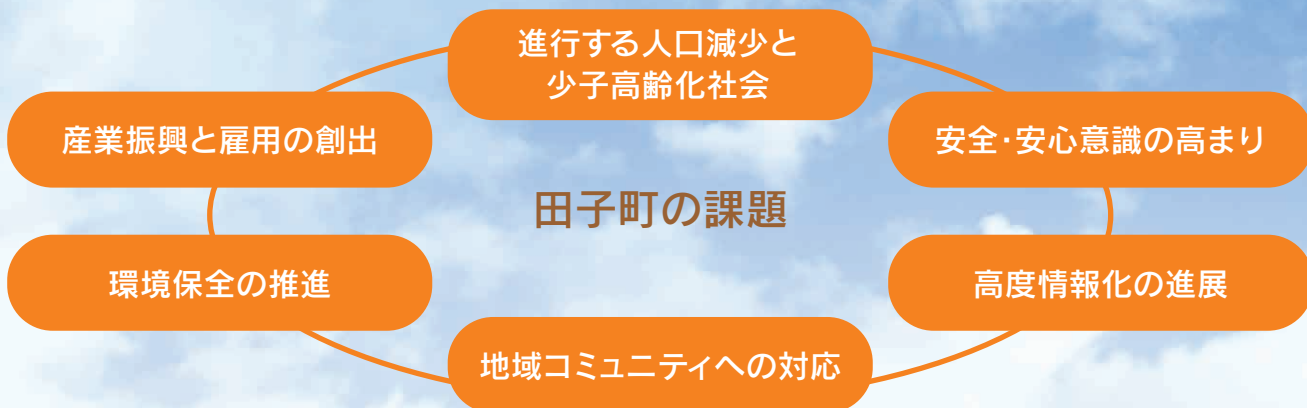 進行する人口減少と
少子高齢化社会
産業振興と雇用の創出
安全・安心意識の高まり
田子町の課題
環境保全の推進
高度情報化の進展
地域コミュニティへの対応